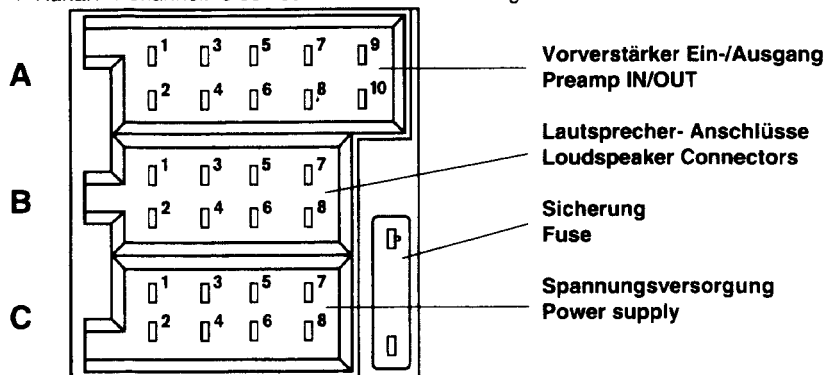 A
1 3 5 7 9
2 4 6 8 10
Vorverstärker Ein-/Ausgang
Preamp IN/OUT
B
1 3 5 7
2 4 6 8
Lautsprecher- Anschlüsse
Loudspeaker Connectors
Sicherung
Fuse
C
1 3 5 7
2 4 6 8
Spannungsversorgung
Power supply